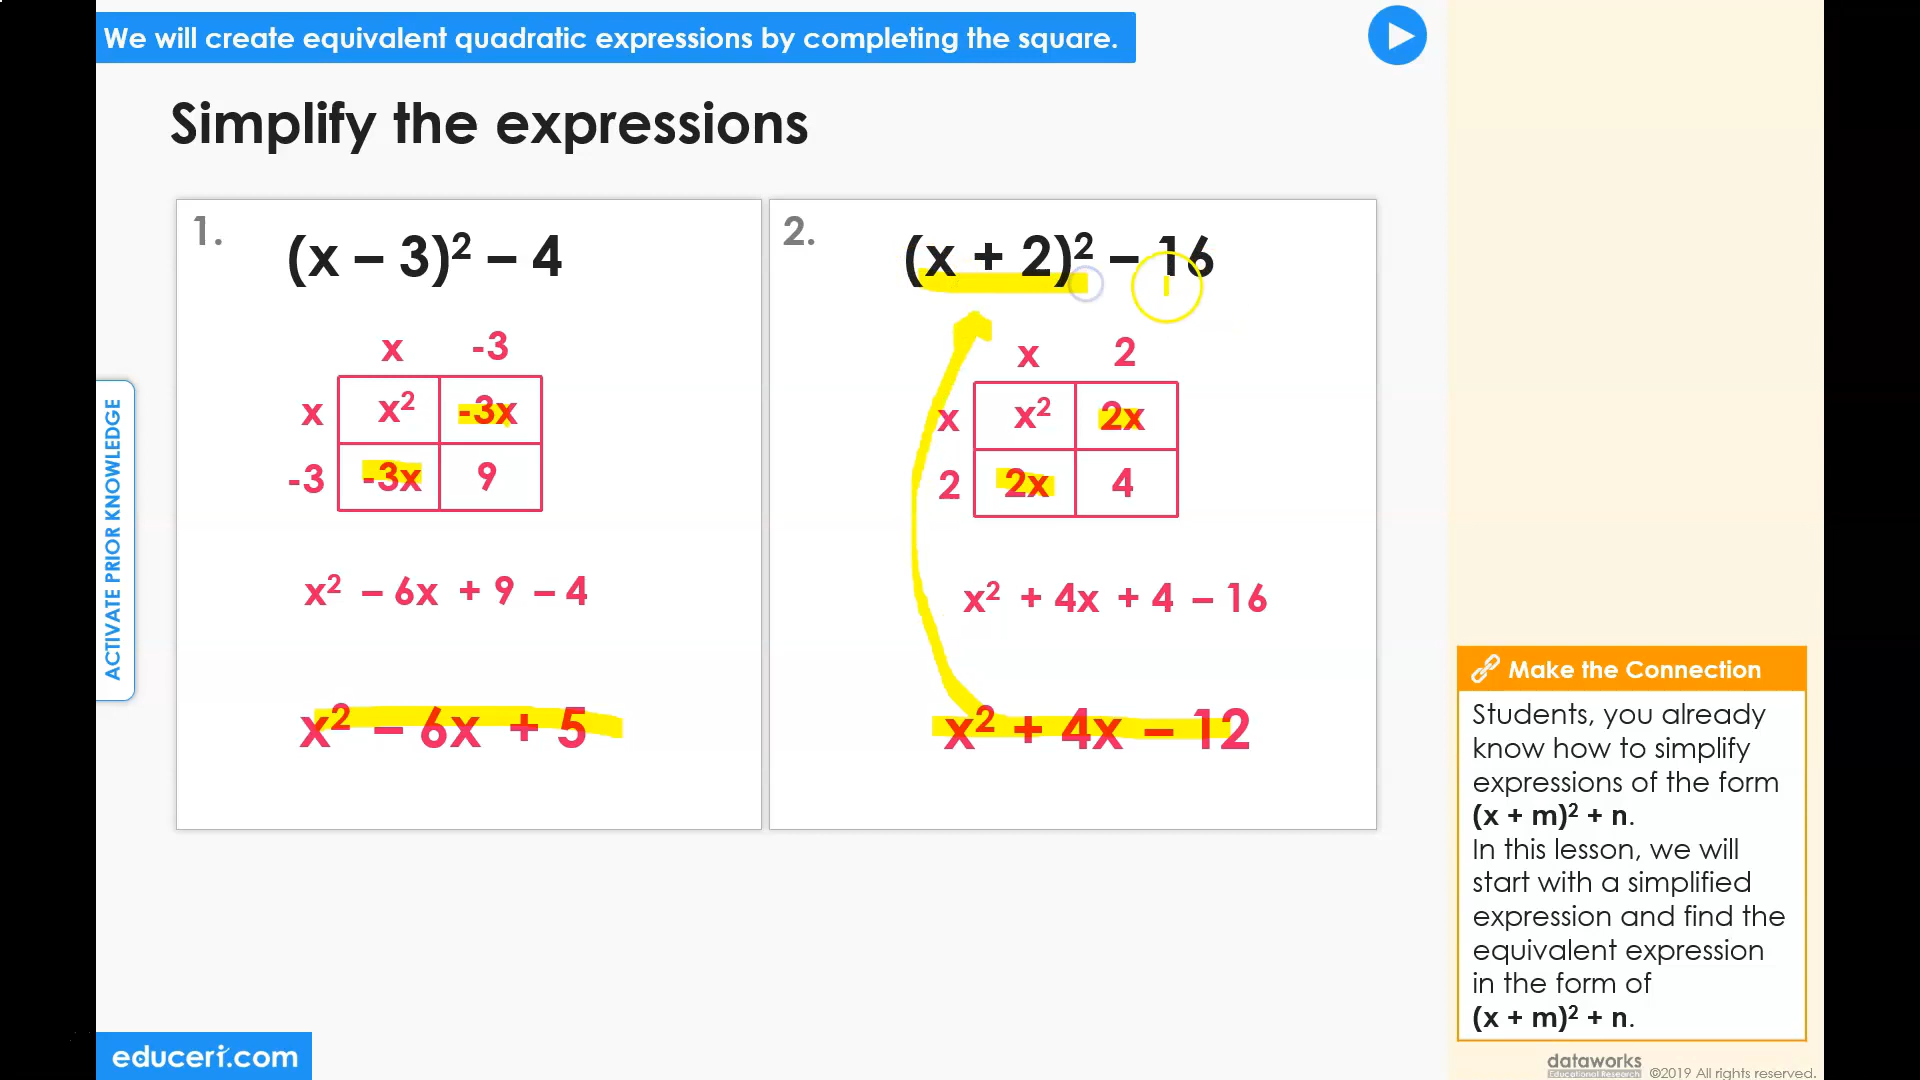 We will create equivalent quadratic expressions by completing the square.
Simplify the expressions
1.
(x – 3)² – 4
x -3
x x² -3x
-3 -3x 9
x² – 6x + 9 – 4
x² – 6x + 5
2.
(x + 2)² – 16
x 2
x x² 2x
2 2x 4
x² + 4x + 4 – 16
x² + 4x – 12
ACTIVATE PRIOR KNOWLEDGE
Make the Connection
Students, you already
know how to simplify
expressions of the form
(x + m)² + n.
In this lesson, we will
start with a simplified
expression and find the
equivalent expression
in the form of
(x + m)² + n.
educeri.com
dataworks
Educational Research
©2019 All rights reserved.